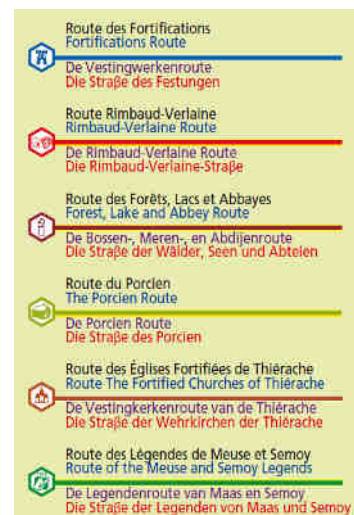 Route des Fortifications
Fortifications Route
De Vestingwerkenroute
Die Straße des Festungen
Route Rimbaud-Verlaine
Rimbaud-Verlaine Route
De Rimbaud-Verlaine Route
Die Rimbaud-Verlaine-Straße
Route des Forêts, Lacs et Abbayes
Forest, Lake and Abbey Route
De Bossen-, Meren-, en Abdijenroute
Die Straße der Wälder, Seen und Abteien
Route du Porcien
The Porcien Route
De Porcien Route
Die Straße des Porcien
Route des Églises Fortifiées de Thiérache
Route The Fortified Churches of Thiérache
De Vestingkerkenroute van de Thiérache
Die Straße der Wehrkirchen der Thiérache
Route des Légendes de Meuse et Semoy
Route of the Meuse and Semoy Legends
De Legendenroute van Maas en Semoy
Die Straße der Legenden von Maas und Semoy